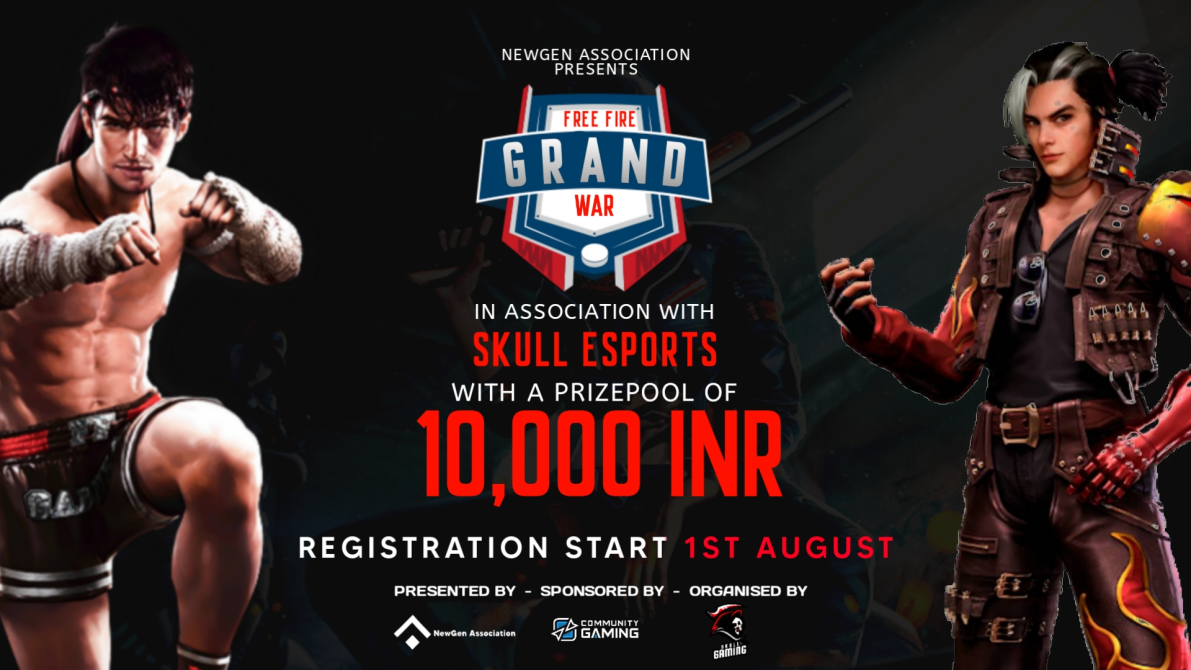 NEWGEN ASSOCIATION
PRESENTS
FREE FIRE
GRAND
WAR
IN ASSOCIATION WITH
SKULL ESPORTS
WITH A PRIZEPOOL OF
10,000 INR
REGISTRATION START 1ST AUGUST
PRESENTED BY - SPONSORED BY - ORGANISED BY
NewGen Association
COMMUNITY
GAMING
GAMING